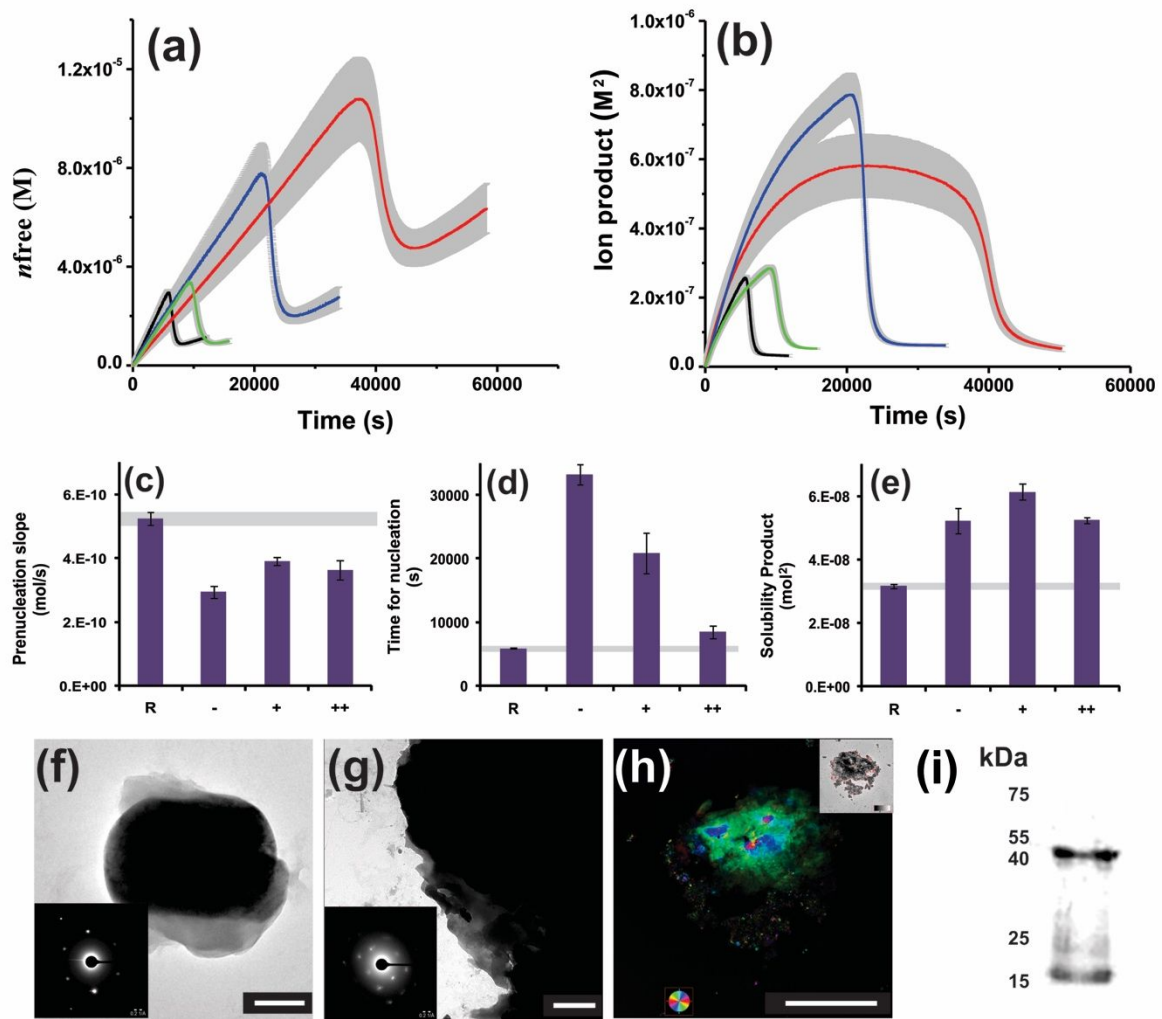 (a)
nfree (M)
1.2x10-5
8.0x10-6
4.0x10-6
0.0
0
20000
40000
60000
Time (s)
(b)
Ion product (M2)
1.0x10-6
8.0x10-7
6.0x10-7
4.0x10-7
2.0x10-7
0.0
0
10000
20000
30000
40000
50000
60000
Time (s)
(c)
Prenucleation slope
(mol/s)
6.E-10
4.E-10
2.E-10
0.E+00
R
-
+
++
(d)
Time for nucleation
(s)
30000
20000
10000
0
R
-
+
++
(e)
Solubility Product
(mol2)
6.E-08
4.E-08
2.E-08
0.E+00
R
-
+
++
(f)
(g)
(h)
(i)
kDa
75
55
40
25
15